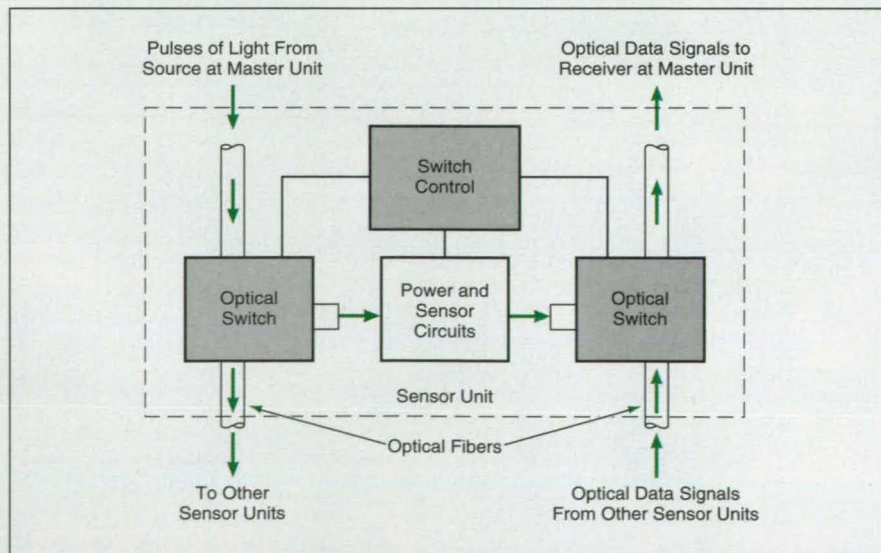 Pulses of Light From
Source at Master Unit
Optical Data Signals to
Receiver at Master Unit
Switch
Control
Optical
Switch
Power and
Sensor
Circuits
Optical
Switch
Sensor Unit
Optical Fibers
To Other
Sensor Units
Optical Data Signals
From Other Sensor Units